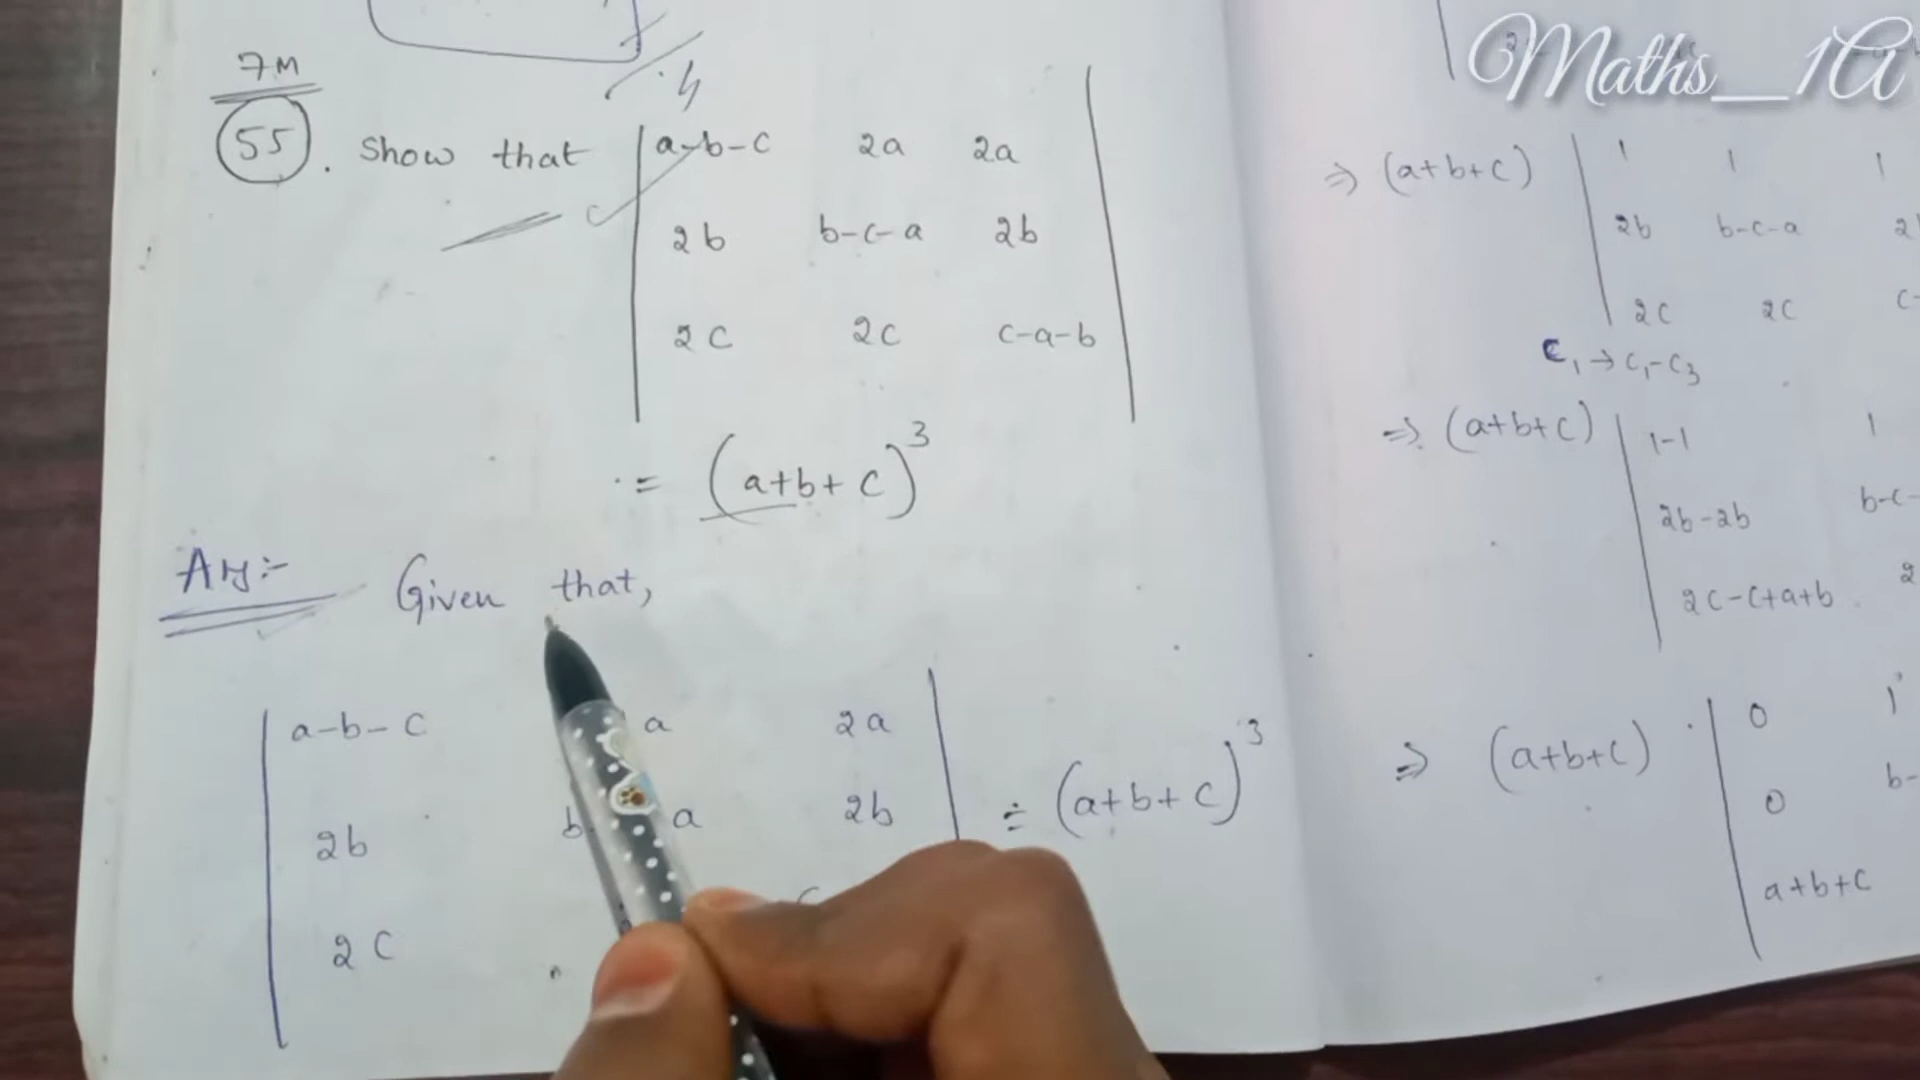 Maths_1A
7M
55. Show that | a-b-c 2a 2a |
| 2b b-c-a 2b |
| 2c 2c c-a-b |
= (a+b+c)³
Ans:- Given that,
| a-b-c a 2a |
| 2b b a 2b | = (a+b+c)³
| 2c
⇒ (a+b+c) | 1 1 1
| 2b b-c-a 2
| 2c 2c c-
C₁→C₁-C₃
⇒ (a+b+c) | 1-1 1
| 2b-2b b-c-
| 2c-c+a+b 2
⇒ (a+b+c) | 0 1
| 0 b-
| a+b+c